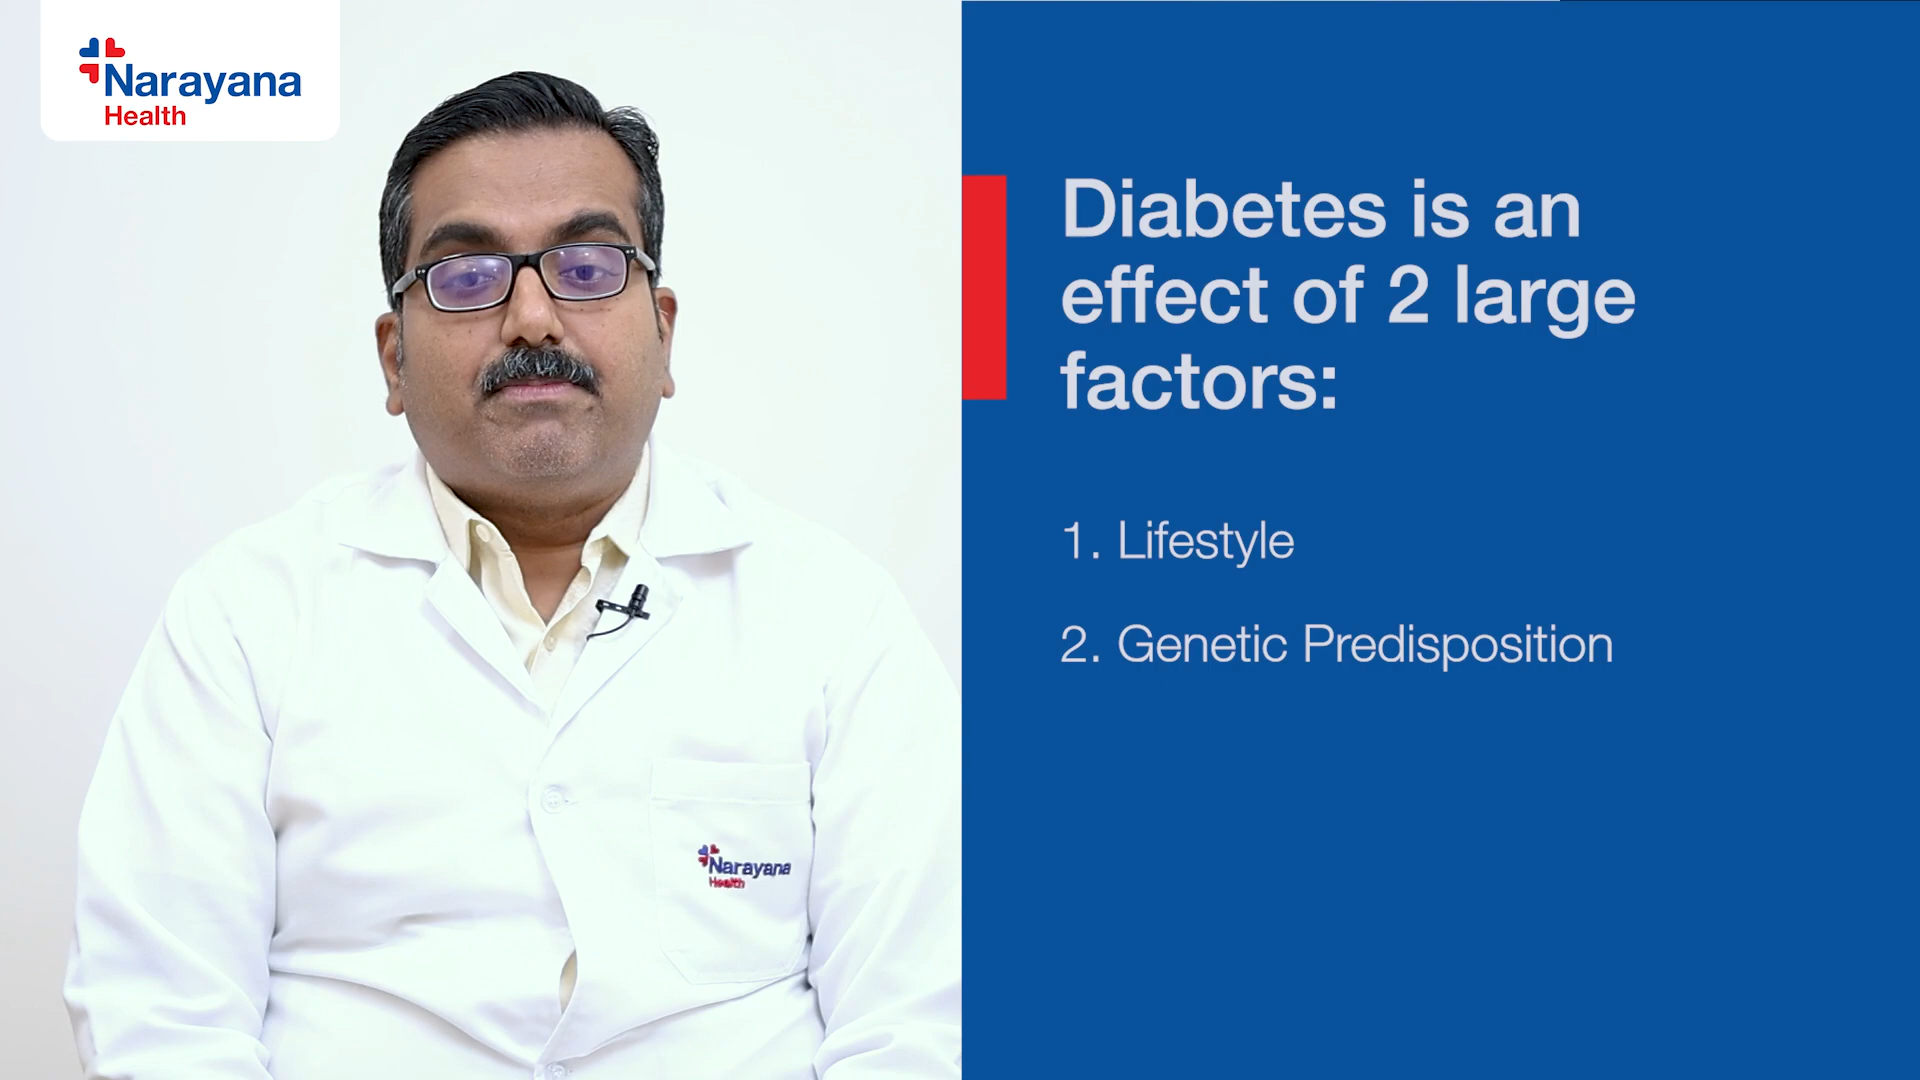 Narayana
Health
Diabetes is an
effect of 2 large
factors:
1. Lifestyle
2. Genetic Predisposition
Narayana
Health